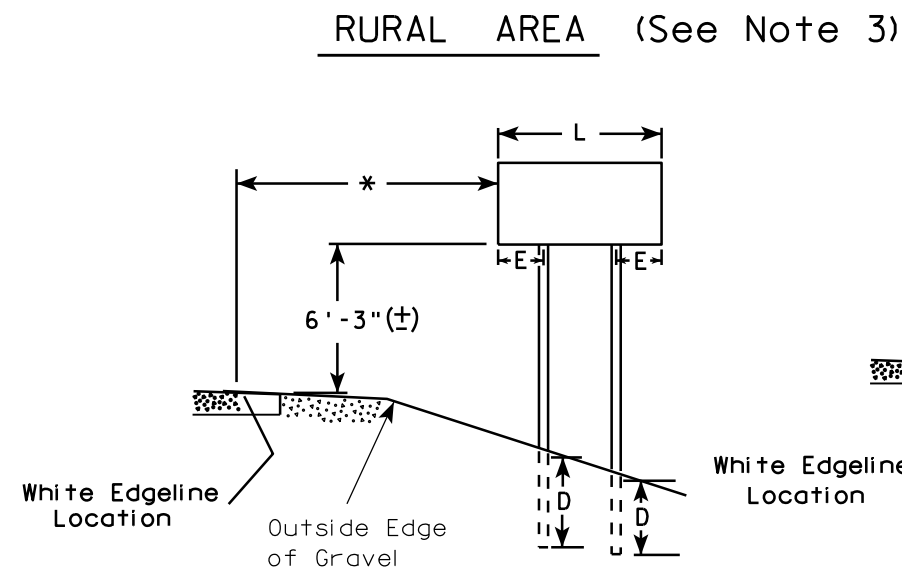 RURAL AREA (See Note 3)
L
*
E
E
6'-3"(±)
White Edgeline
Location
Outside Edge
of Gravel
D
D
White Edgeline
Location